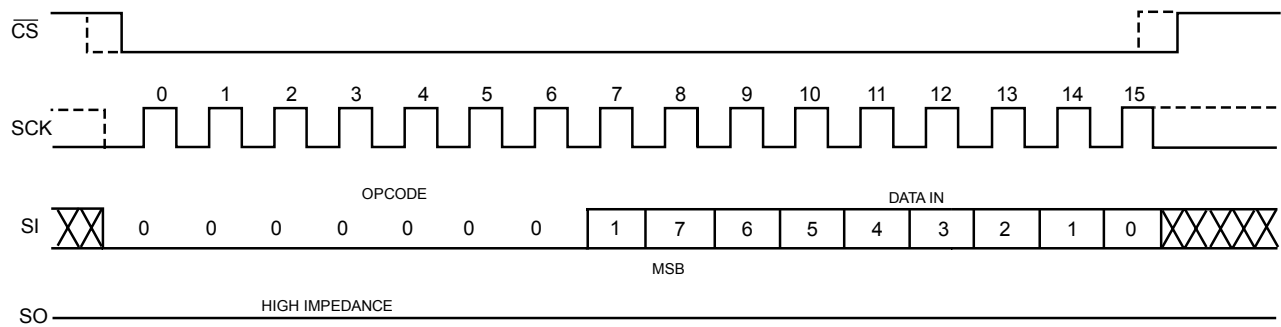 CS
0 1 2 3 4 5 6 7 8 9 10 11 12 13 14 15
SCK
OPCODE DATA IN
SI 0 0 0 0 0 0 0 1 7 6 5 4 3 2 1 0
MSB
HIGH IMPEDANCE
SO